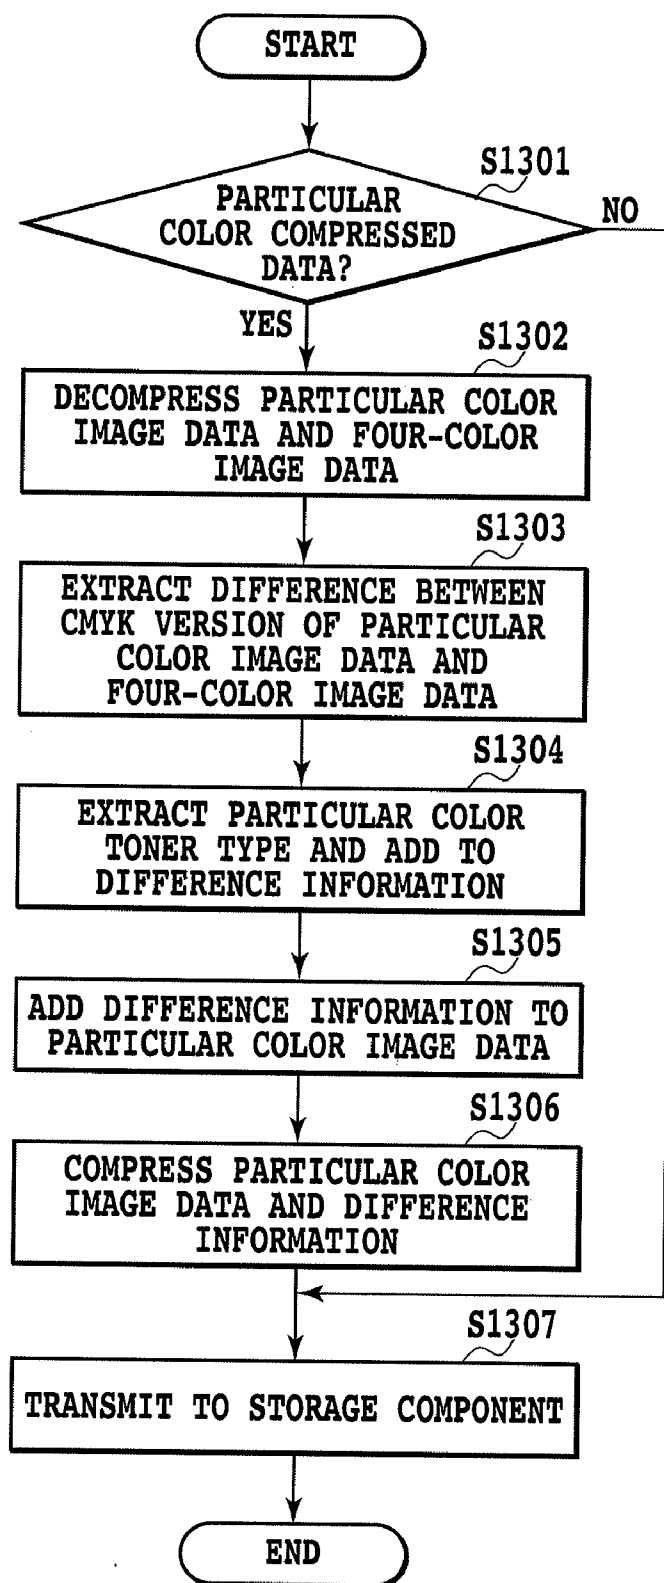 START
S1301
PARTICULAR
COLOR COMPRESSED
DATA?
NO
YES
S1302
DECOMPRESS PARTICULAR COLOR
IMAGE DATA AND FOUR-COLOR
IMAGE DATA
S1303
EXTRACT DIFFERENCE BETWEEN
CMYK VERSION OF PARTICULAR
COLOR IMAGE DATA AND
FOUR-COLOR IMAGE DATA
S1304
EXTRACT PARTICULAR COLOR
TONER TYPE AND ADD TO
DIFFERENCE INFORMATION
S1305
ADD DIFFERENCE INFORMATION TO
PARTICULAR COLOR IMAGE DATA
S1306
COMPRESS PARTICULAR COLOR
IMAGE DATA AND DIFFERENCE
INFORMATION
S1307
TRANSMIT TO STORAGE COMPONENT
END